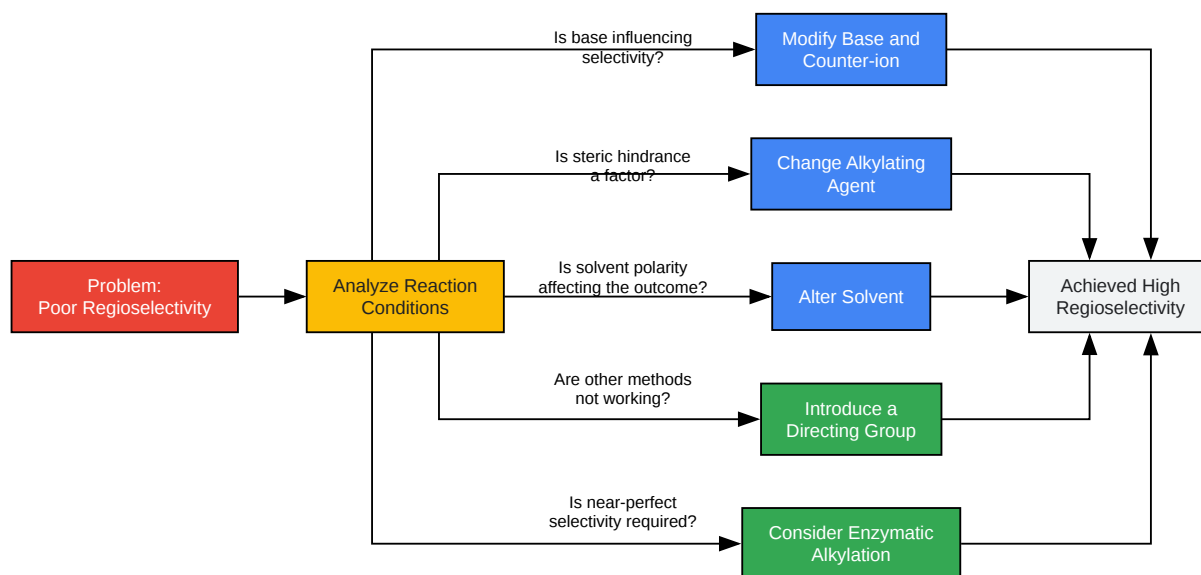 Is base influencing
selectivity?
Modify Base and
Counter-ion
Is steric hindrance
a factor?
Change Alkylating
Agent
Problem:
Poor Regioselectivity
Analyze Reaction
Conditions
Is solvent polarity
affecting the outcome?
Alter Solvent
Achieved High
Regioselectivity
Are other methods
not working?
Introduce a
Directing Group
Is near-perfect
selectivity required?
Consider Enzymatic
Alkylation